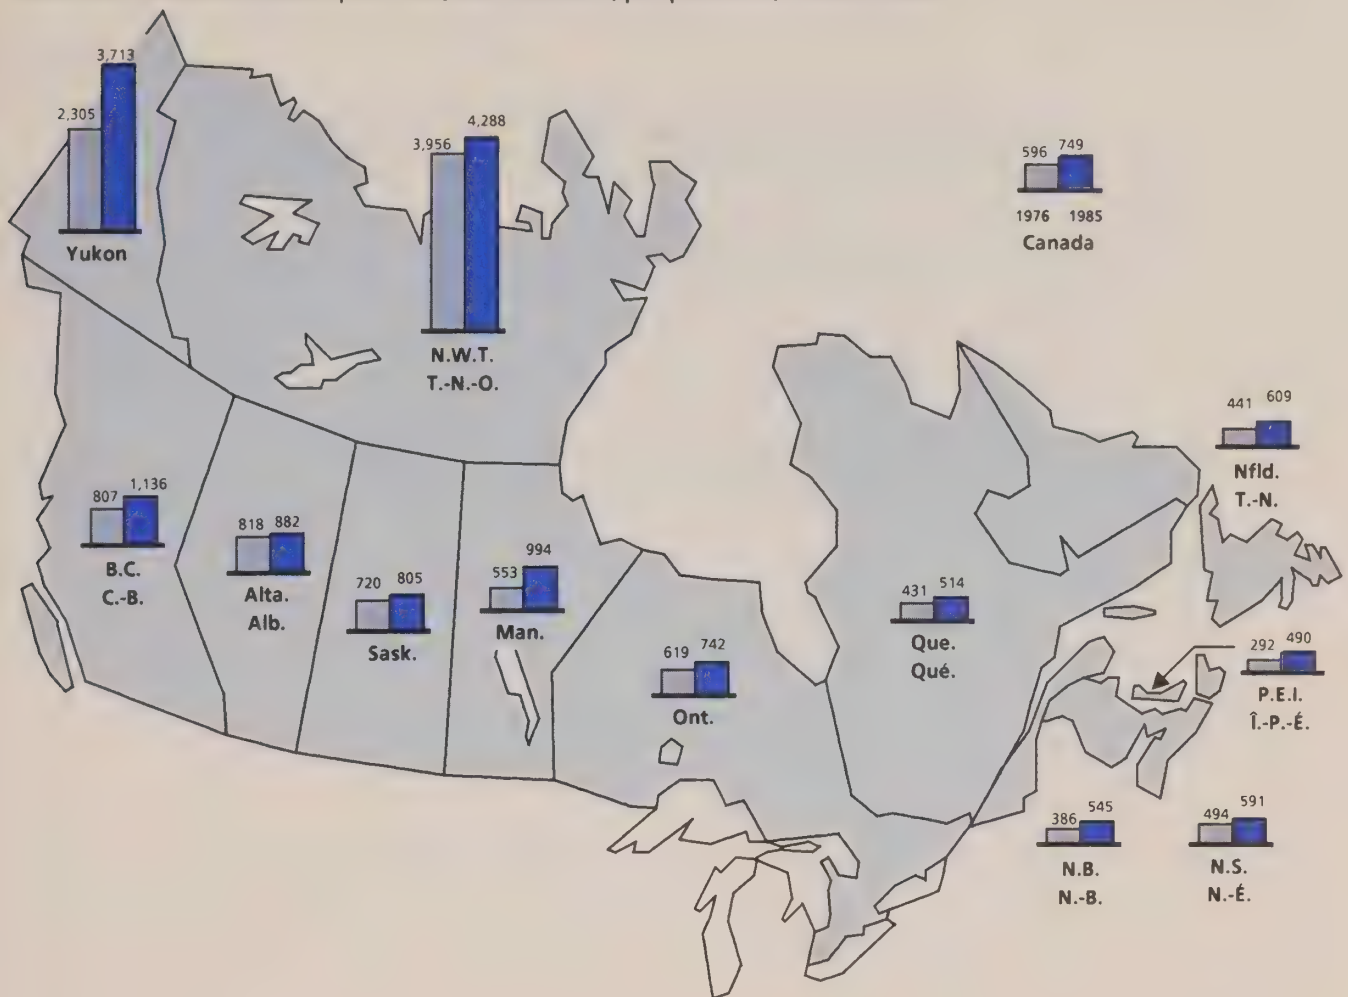 3,713
2,305
Yukon
4,288
3,956
N.W.T.
T.-N.-O.
596 749
1976 1985
Canada
441 609
Nfld.
T.-N.
807 1,136
B.C.
C.-B.
818 882
Alta.
Alb.
720 805
Sask.
994
553
Man.
619 742
Ont.
431 514
Que.
Qué.
292 490
P.E.I.
Î.-P.-É.
386 545
N.B.
N.-B.
494 591
N.S.
N.-É.